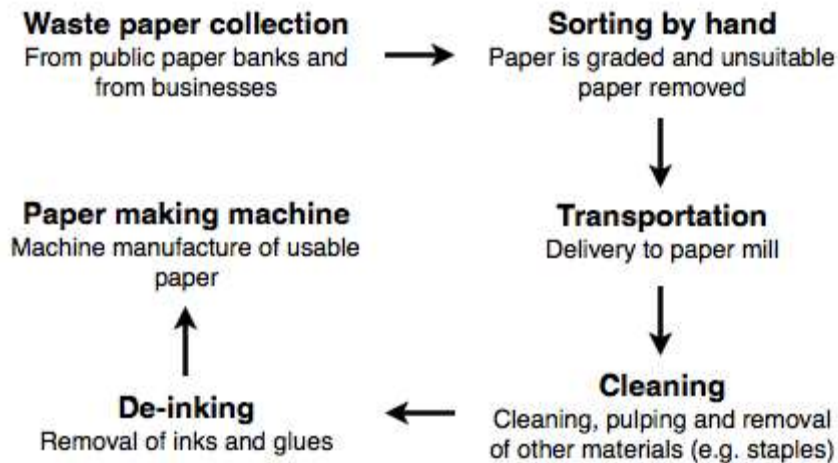 Waste paper collection
From public paper banks and
from businesses
Sorting by hand
Paper is graded and unsuitable
paper removed
Transportation
Delivery to paper mill
Cleaning
Cleaning, pulping and removal
of other materials (e.g. staples)
De-inking
Removal of inks and glues
Paper making machine
Machine manufacture of usable
paper